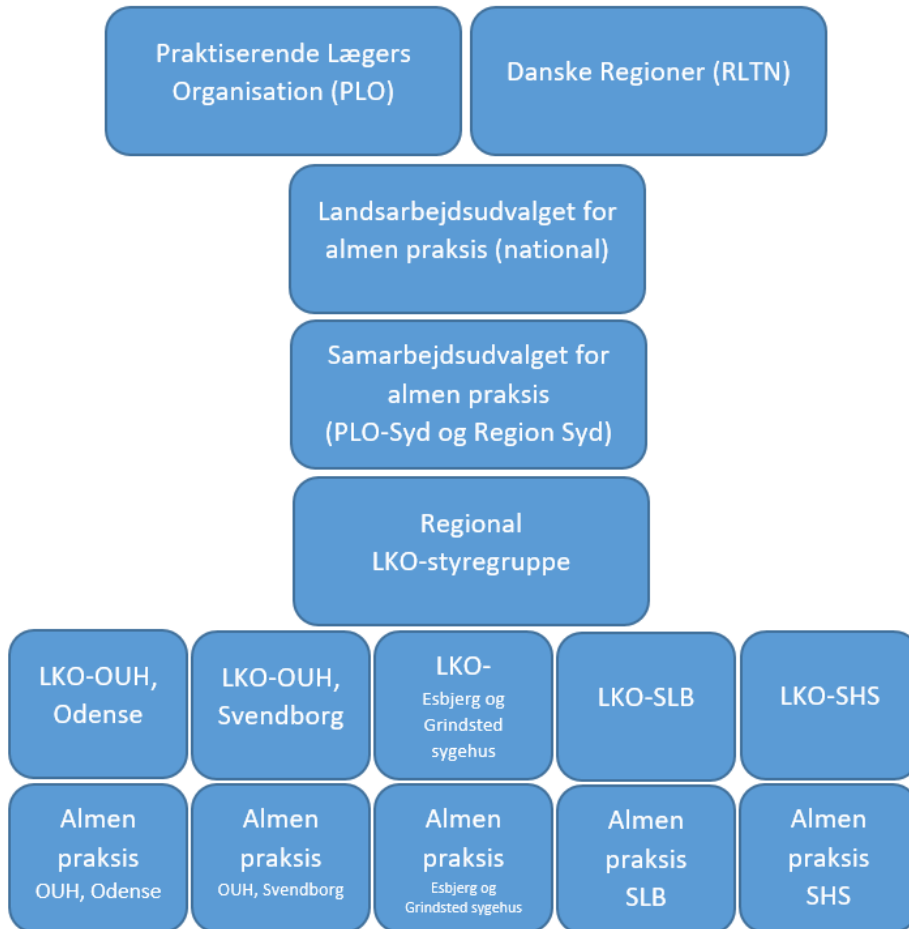 Praktiserende Lægers
Organisation (PLO)
Danske Regioner (RLTN)
Landsarbejdsudvalget for
almen praksis (national)
Samarbejdsudvalget for
almen praksis
(PLO-Syd og Region Syd)
Regional
LKO-styregruppe
LKO-OUH,
Odense
LKO-OUH,
Svendborg
LKO-
Esbjerg og
Grindsted
sygehus
LKO-SLB
LKO-SHS
Almen
praksis
OUH, Odense
Almen
praksis
OUH, Svendborg
Almen
praksis
Esbjerg og
Grindsted sygehus
Almen
praksis
SLB
Almen
praksis
SHS